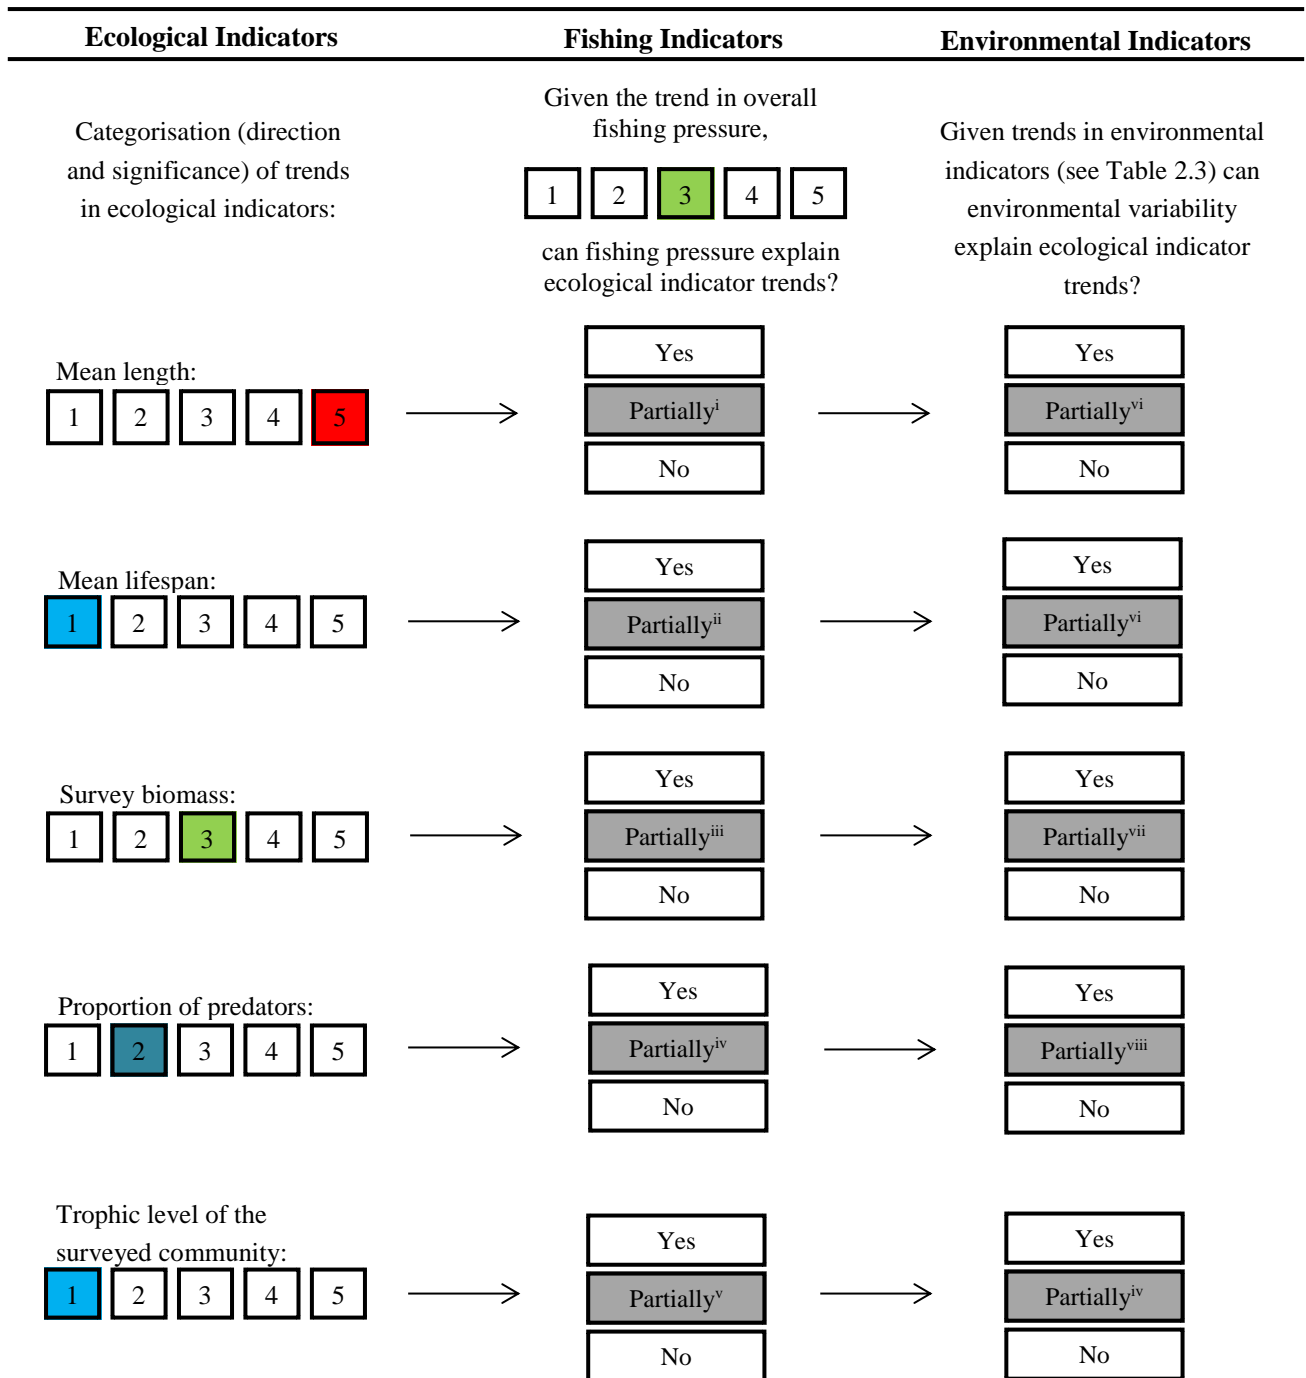 Ecological Indicators Fishing Indicators Environmental Indicators
Categorisation (direction
and significance) of trends
in ecological indicators:
Given the trend in overall
fishing pressure,
1 2 3 4 5
can fishing pressure explain
ecological indicator trends?
Given trends in environmental
indicators (see Table 2.3) can
environmental variability
explain ecological indicator
trends?
Mean length:
1 2 3 4 5
Yes
Partiallyⁱ
No
Yes
Partiallyᵛⁱ
No
Mean lifespan:
1 2 3 4 5
Yes
Partiallyⁱⁱ
No
Yes
Partiallyᵛⁱ
No
Survey biomass:
1 2 3 4 5
Yes
Partiallyⁱⁱⁱ
No
Yes
Partiallyᵛⁱⁱ
No
Proportion of predators:
1 2 3 4 5
Yes
Partiallyⁱᵛ
No
Yes
Partiallyᵛⁱⁱⁱ
No
Trophic level of the
surveyed community:
1 2 3 4 5
Yes
Partiallyᵛ
No
Yes
Partiallyⁱᵛ
No